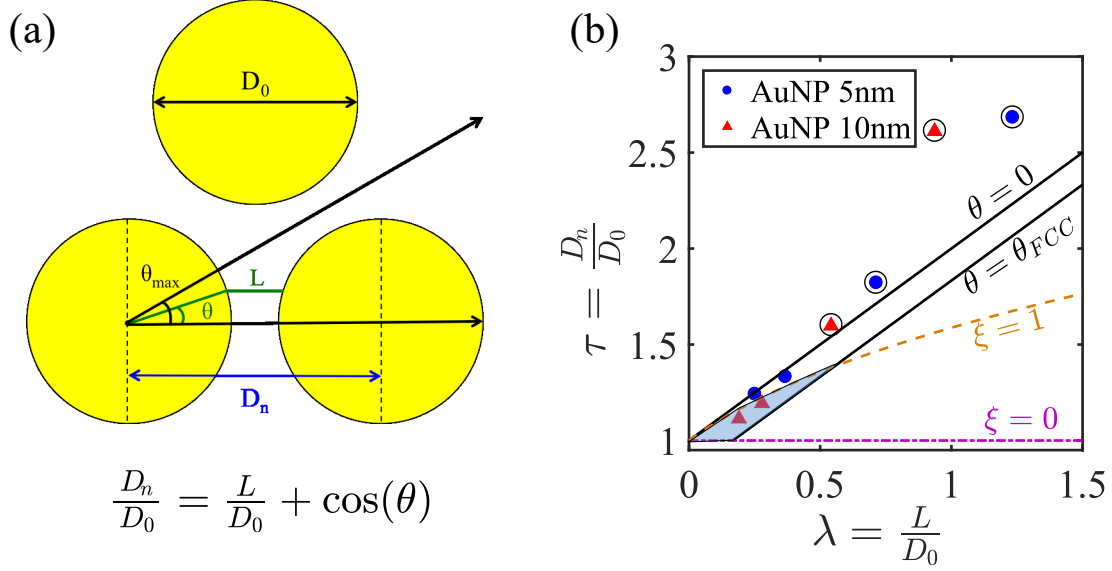 (a)
D₀
θmax
L
θ
Dₙ
Dₙ/D₀ = L/D₀ + cos(θ)
(b)
3
2.5
2
1.5
1
τ = Dₙ/D₀
AuNP 5nm
AuNP 10nm
θ = 0
θ = θFCC
ξ = 1
ξ = 0
0
0.5
1
1.5
λ = L/D₀